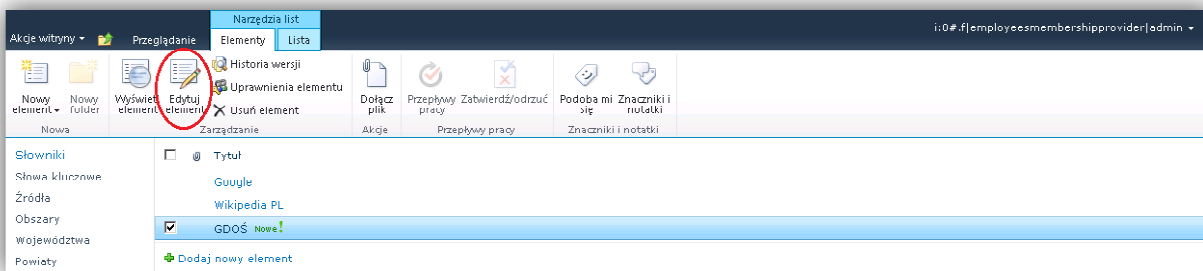 Narzędzia list
i:0#.f|employeesmembershipprovider|admin
Akcje witryny
Przeglądanie
Elementy
Lista
Nowy element
Nowy folder
Wyświetl element
Edytuj element
Historia wersji
Uprawnienia elementu
Usuń element
Dołącz plik
Przepływy pracy
Zatwierdź/odrzuć
Podoba mi się
Znaczniki i notatki
Nowa
Zarządzanie
Akcje
Przepływy pracy
Znaczniki i notatki
Słowniki
Słowa kluczowe
Źródła
Obszary
Województwa
Powiaty
Tytuł
Google
Wikipedia PL
GDOŚ Nowe!
Dodaj nowy element